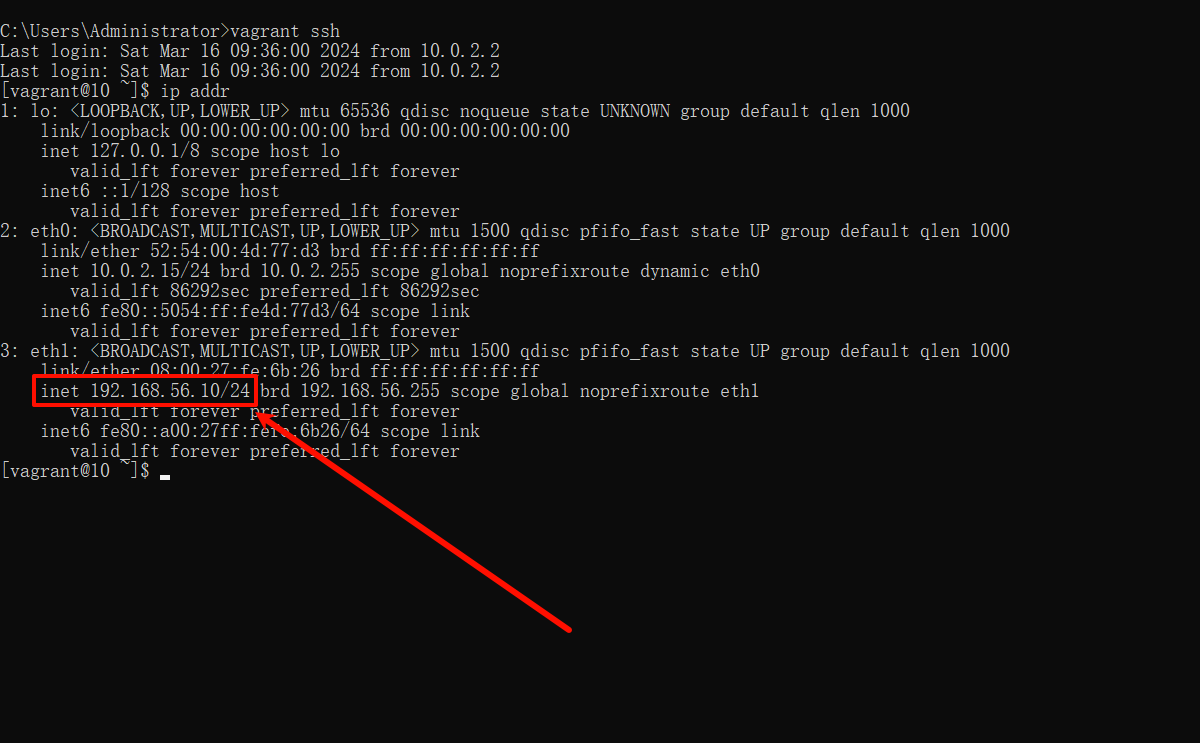 C:\Users\Administrator>vagrant ssh
Last login: Sat Mar 16 09:36:00 2024 from 10.0.2.2
Last login: Sat Mar 16 09:36:00 2024 from 10.0.2.2
[vagrant@10 ~]$ ip addr
1: lo: <LOOPBACK,UP,LOWER_UP> mtu 65536 qdisc noqueue state UNKNOWN group default qlen 1000
    link/loopback 00:00:00:00:00:00 brd 00:00:00:00:00:00
    inet 127.0.0.1/8 scope host lo
       valid_lft forever preferred_lft forever
    inet6 ::1/128 scope host
       valid_lft forever preferred_lft forever
2: eth0: <BROADCAST,MULTICAST,UP,LOWER_UP> mtu 1500 qdisc pfifo_fast state UP group default qlen 1000
    link/ether 52:54:00:4d:77:d3 brd ff:ff:ff:ff:ff:ff
    inet 10.0.2.15/24 brd 10.0.2.255 scope global noprefixroute dynamic eth0
       valid_lft 86292sec preferred_lft 86292sec
    inet6 fe80::5054:ff:fe4d:77d3/64 scope link
       valid_lft forever preferred_lft forever
3: eth1: <BROADCAST,MULTICAST,UP,LOWER_UP> mtu 1500 qdisc pfifo_fast state UP group default qlen 1000
    link/ether 08:00:27:fe:6b:26 brd ff:ff:ff:ff:ff:ff
    inet 192.168.56.10/24 brd 192.168.56.255 scope global noprefixroute eth1
       valid_lft forever preferred_lft forever
    inet6 fe80::a00:27ff:fefe:6b26/64 scope link
       valid_lft forever preferred_lft forever
[vagrant@10 ~]$